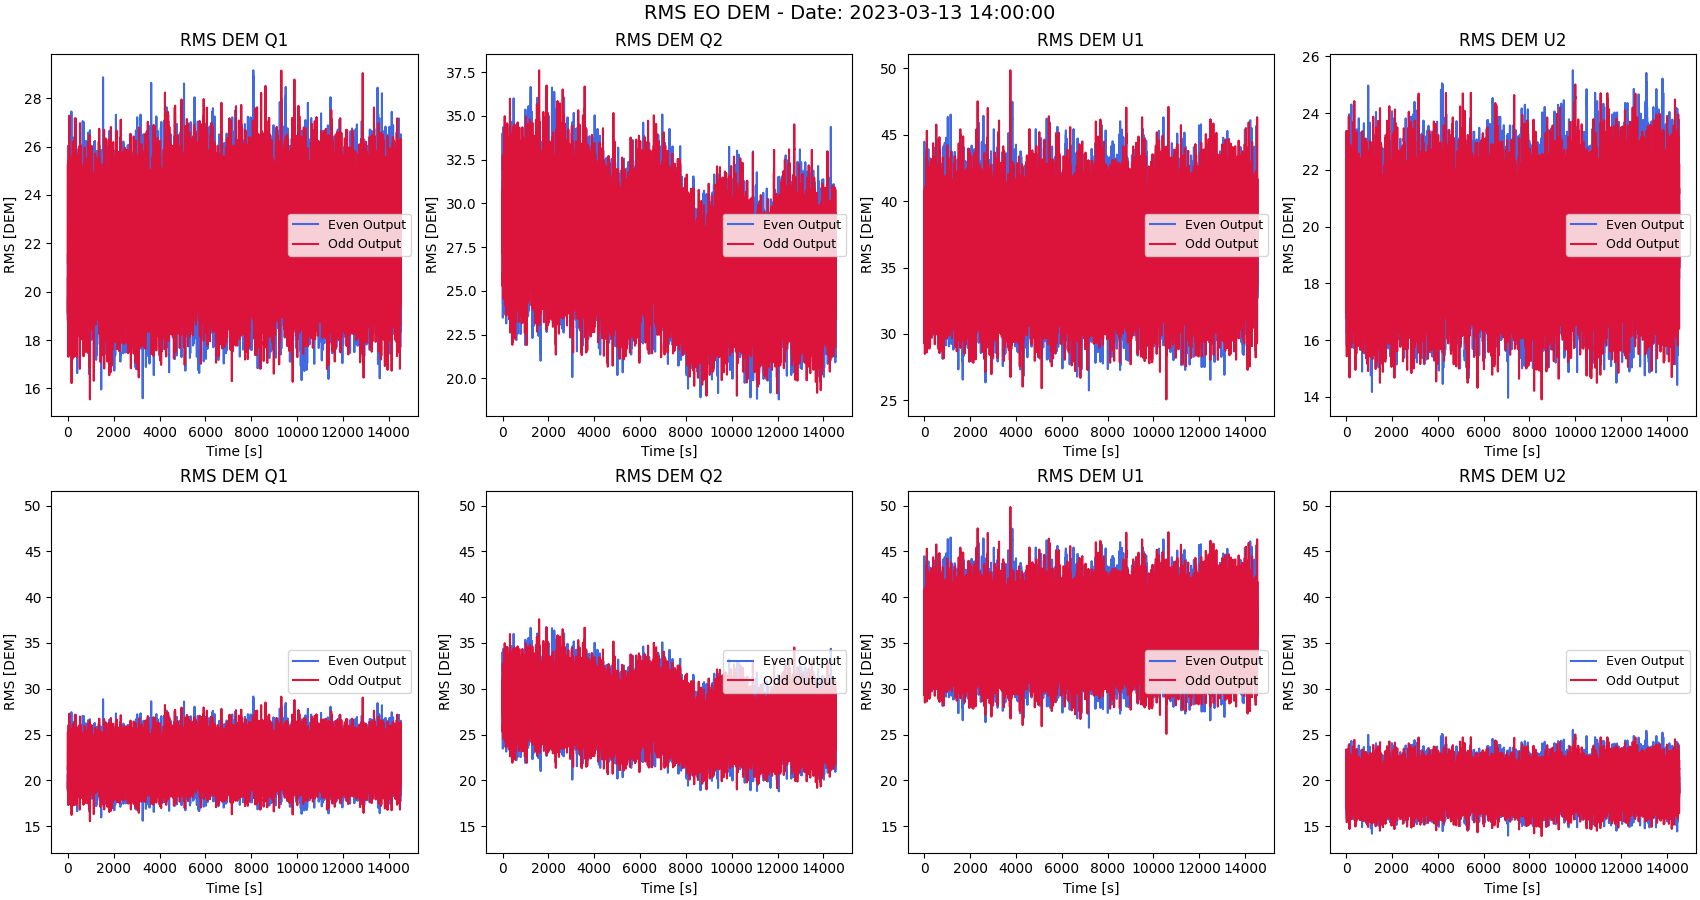 RMS EO DEM - Date: 2023-03-13 14:00:00
RMS DEM Q1
RMS [DEM]
28
26
24
22
20
18
16
Even Output
Odd Output
0 2000 4000 6000 8000 10000 12000 14000
Time [s]
RMS DEM Q2
RMS [DEM]
37.5
35.0
32.5
30.0
27.5
25.0
22.5
20.0
Even Output
Odd Output
0 2000 4000 6000 8000 10000 12000 14000
Time [s]
RMS DEM U1
RMS [DEM]
50
45
40
35
30
25
Even Output
Odd Output
0 2000 4000 6000 8000 10000 12000 14000
Time [s]
RMS DEM U2
RMS [DEM]
26
24
22
20
18
16
14
Even Output
Odd Output
0 2000 4000 6000 8000 10000 12000 14000
Time [s]
RMS DEM Q1
RMS [DEM]
50
45
40
35
30
25
20
15
Even Output
Odd Output
0 2000 4000 6000 8000 10000 12000 14000
Time [s]
RMS DEM Q2
RMS [DEM]
50
45
40
35
30
25
20
15
Even Output
Odd Output
0 2000 4000 6000 8000 10000 12000 14000
Time [s]
RMS DEM U1
RMS [DEM]
50
45
40
35
30
25
20
15
Even Output
Odd Output
0 2000 4000 6000 8000 10000 12000 14000
Time [s]
RMS DEM U2
RMS [DEM]
50
45
40
35
30
25
20
15
Even Output
Odd Output
0 2000 4000 6000 8000 10000 12000 14000
Time [s]